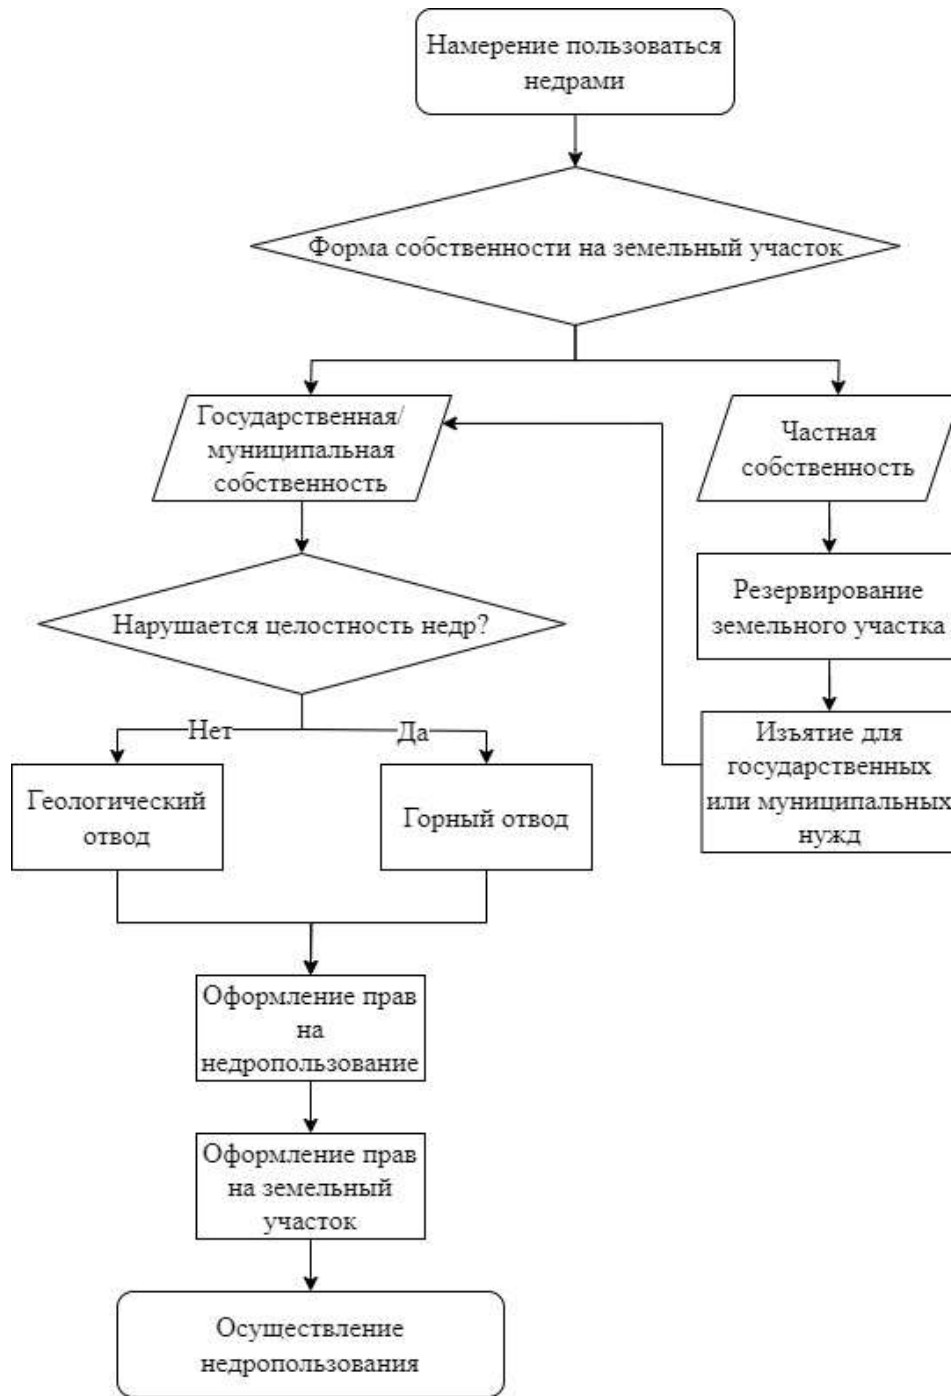 Намерение пользоваться
недрами
Форма собственности на земельный участок
Государственная/
муниципальная
собственность
Частная
собственность
Нарушается целостность недр?
Резервирование
земельного участка
Нет
Да
Изъятие для
государственных
или муниципальных
нужд
Геологический
отвод
Горный отвод
Оформление прав
на
недропользование
Оформление прав
на земельный
участок
Осуществление
недропользования